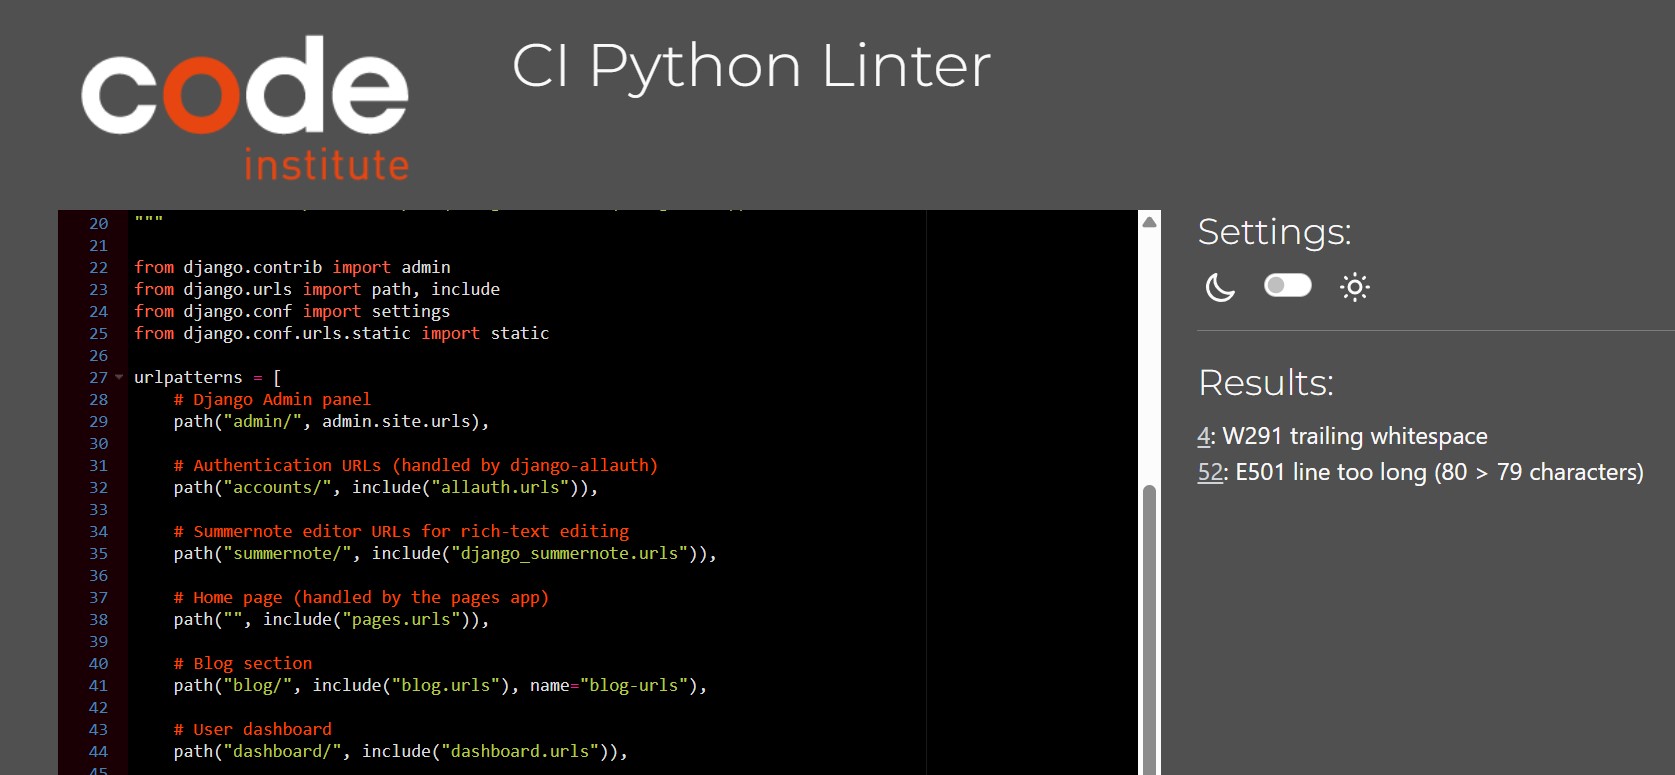 code
institute
CI Python Linter
20 """
21
22 from django.contrib import admin
23 from django.urls import path, include
24 from django.conf import settings
25 from django.conf.urls.static import static
26
27 urlpatterns = [
28     # Django Admin panel
29     path("admin/", admin.site.urls),
30
31     # Authentication URLs (handled by django-allauth)
32     path("accounts/", include("allauth.urls")),
33
34     # Summernote editor URLs for rich-text editing
35     path("summernote/", include("django_summernote.urls")),
36
37     # Home page (handled by the pages app)
38     path("", include("pages.urls")),
39
40     # Blog section
41     path("blog/", include("blog.urls"), name="blog-urls"),
42
43     # User dashboard
44     path("dashboard/", include("dashboard.urls")),
45
Settings:
Results:
4: W291 trailing whitespace
52: E501 line too long (80 > 79 characters)